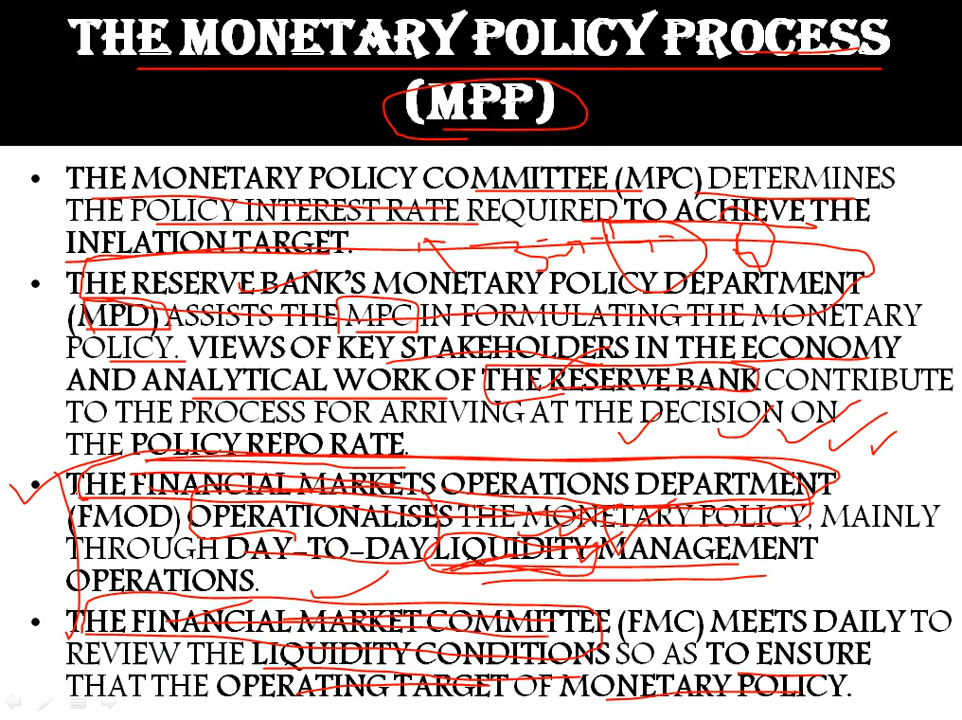 THE MONETARY POLICY PROCESS
(MPP)
• THE MONETARY POLICY COMMITTEE (MPC) DETERMINES
THE POLICY INTEREST RATE REQUIRED TO ACHIEVE THE
INFLATION TARGET.
• THE RESERVE BANK'S MONETARY POLICY DEPARTMENT
(MPD) ASSISTS THE MPC IN FORMULATING THE MONETARY
POLICY. VIEWS OF KEY STAKEHOLDERS IN THE ECONOMY
AND ANALYTICAL WORK OF THE RESERVE BANK CONTRIBUTE
TO THE PROCESS FOR ARRIVING AT THE DECISION ON
THE POLICY REPO RATE.
• THE FINANCIAL MARKETS OPERATIONS DEPARTMENT
(FMOD) OPERATIONALISES THE MONETARY POLICY, MAINLY
THROUGH DAY-TO-DAY LIQUIDITY MANAGEMENT
OPERATIONS.
• THE FINANCIAL MARKET COMMITTEE (FMC) MEETS DAILY TO
REVIEW THE LIQUIDITY CONDITIONS SO AS TO ENSURE
THAT THE OPERATING TARGET OF MONETARY POLICY.